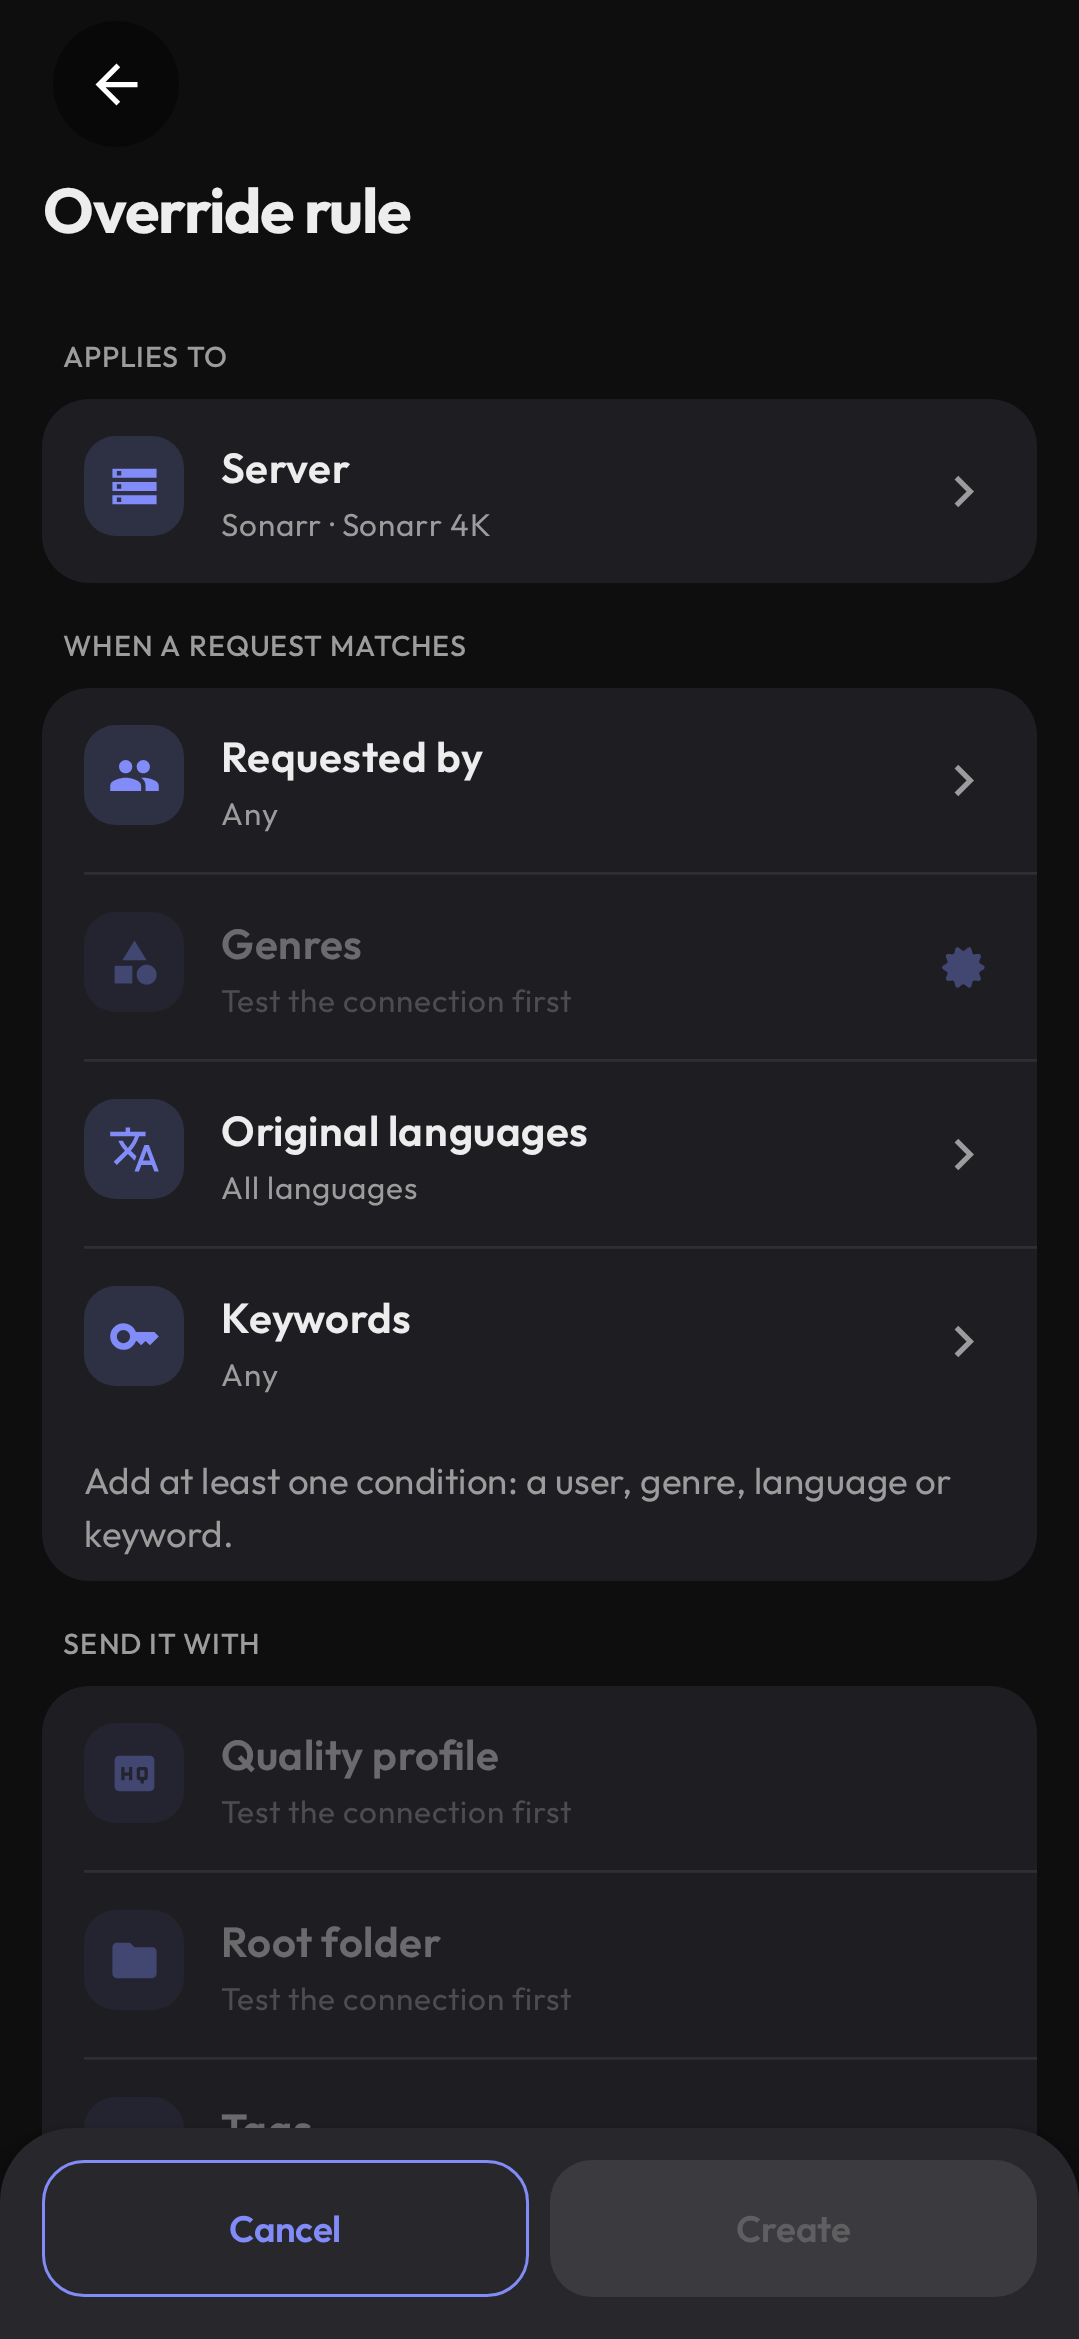 Override rule
APPLIES TO
Server
Sonarr · Sonarr 4K
WHEN A REQUEST MATCHES
Requested by
Any
Genres
Test the connection first
Original languages
All languages
Keywords
Any
Add at least one condition: a user, genre, language or
keyword.
SEND IT WITH
HQ
Quality profile
Test the connection first
Root folder
Test the connection first
Tags
Cancel
Create